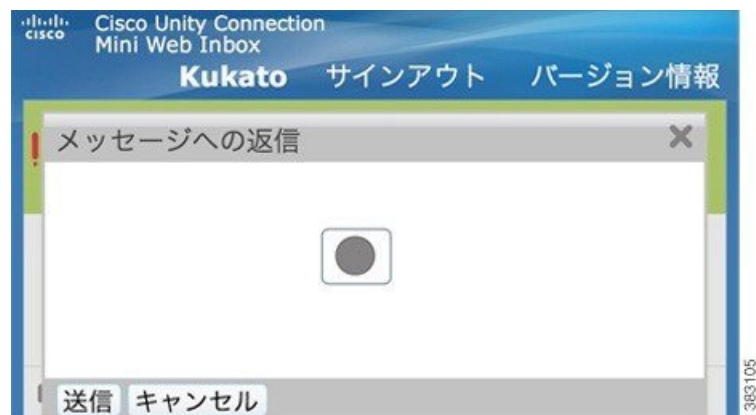 cisco
Cisco Unity Connection
Mini Web Inbox
Kukato サインアウト バージョン情報
メッセージへの返信
送信 キャンセル
383105